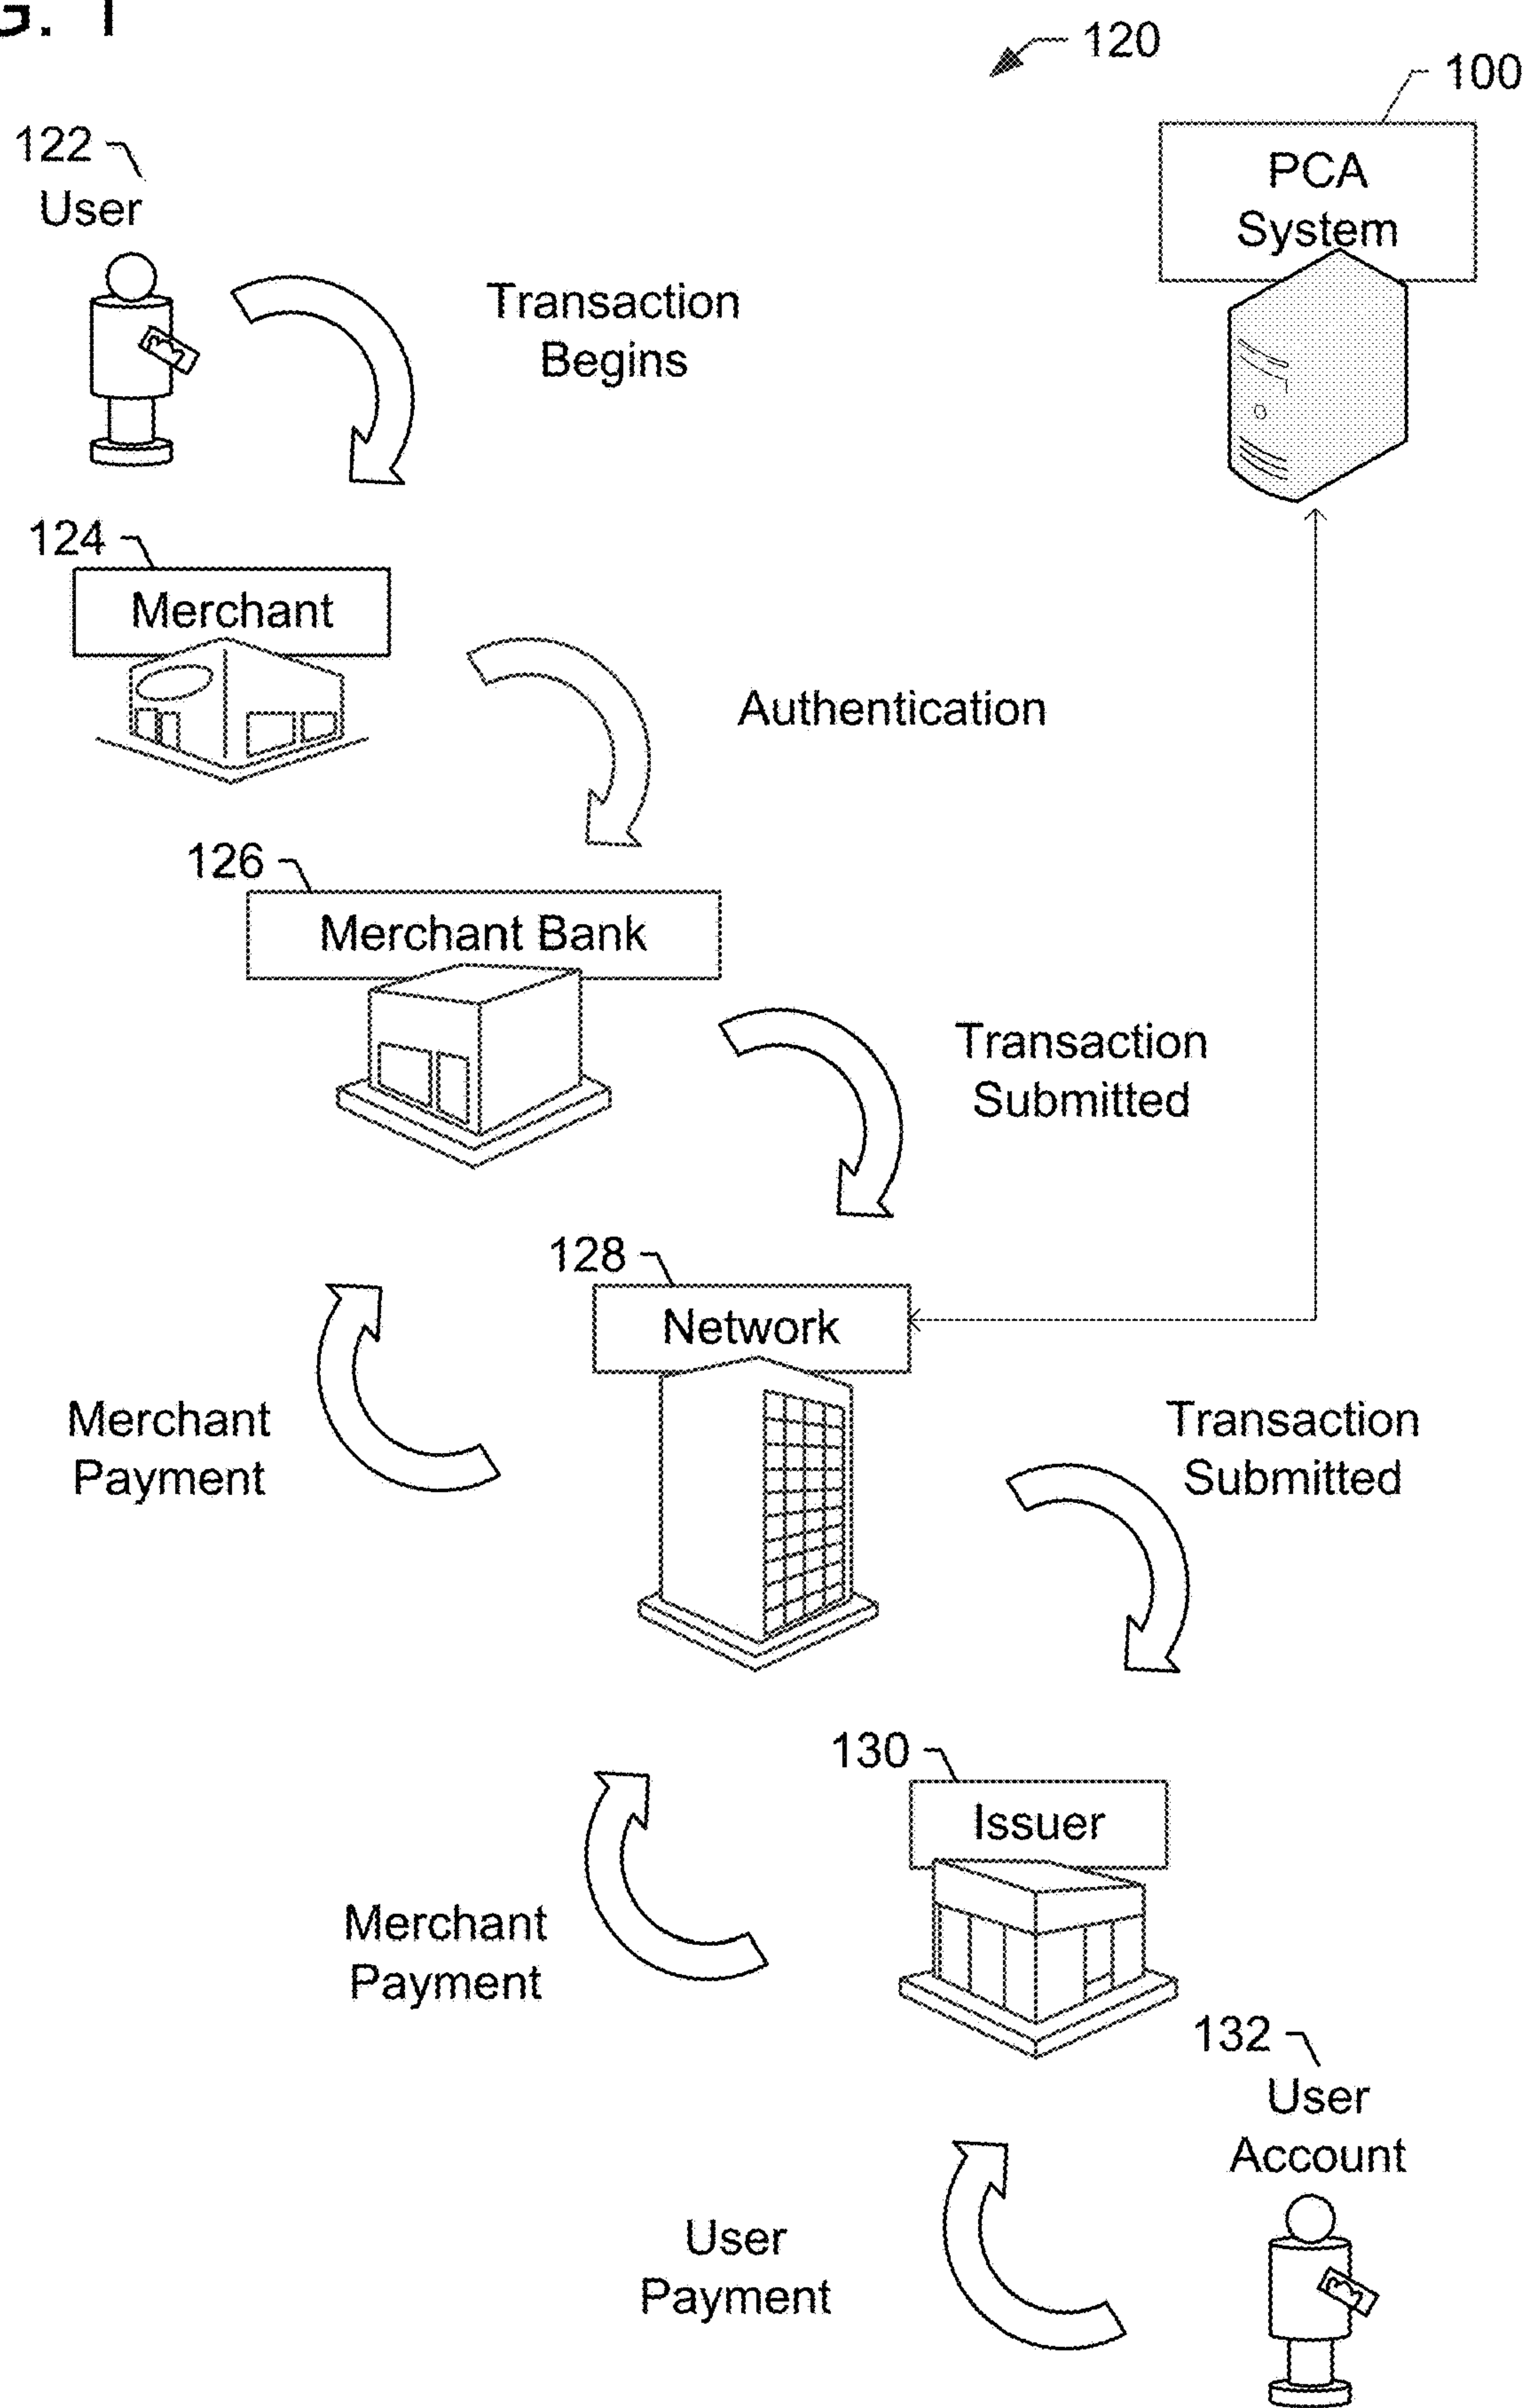 120
100
PCA
System
122
User
Transaction
Begins
124
Merchant
Authentication
126
Merchant Bank
Transaction
Submitted
128
Network
Merchant
Payment
Transaction
Submitted
130
Issuer
Merchant
Payment
132
User
Account
User
Payment